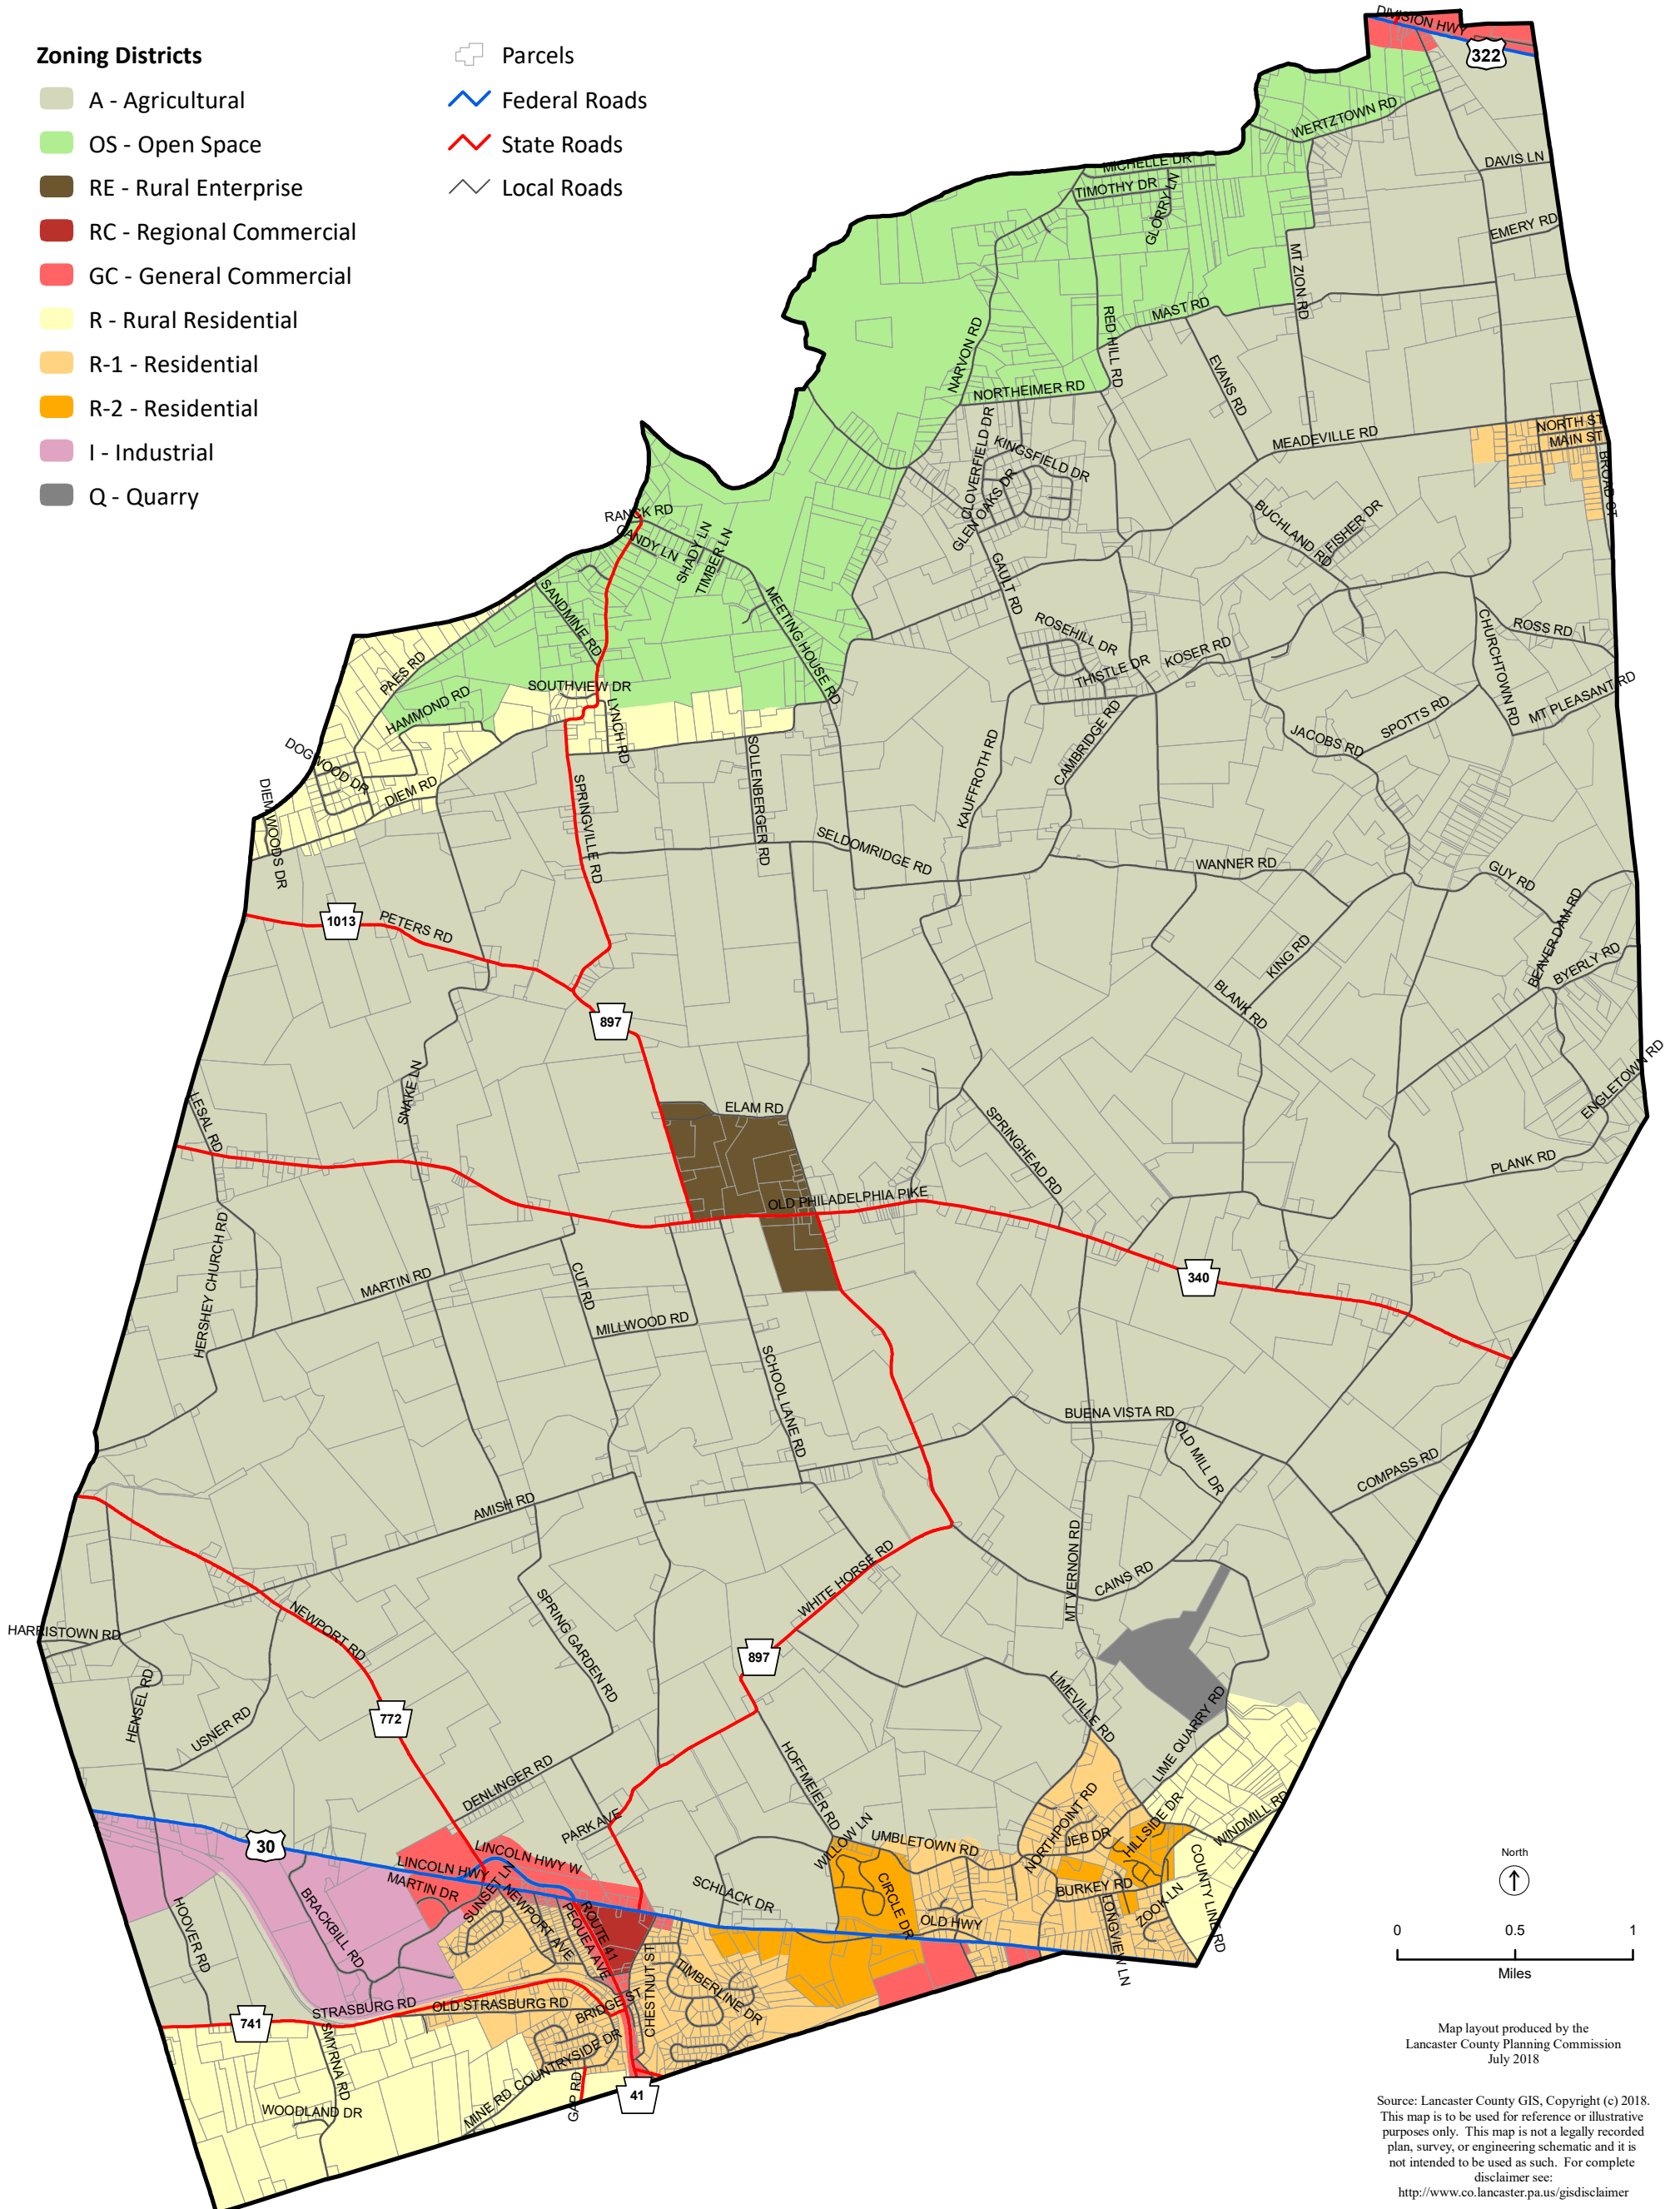 Zoning Districts
A - Agricultural
OS - Open Space
RE - Rural Enterprise
RC - Regional Commercial
GC - General Commercial
R - Rural Residential
R-1 - Residential
R-2 - Residential
I - Industrial
Q - Quarry
Parcels
Federal Roads
State Roads
Local Roads
DIVISION HWY
322
WERTZTOWN RD
DAVIS LN
MICHELLE DR
TIMOTHY DR
GLORRY LN
EMERY RD
MT ZION RD
MAST RD
RED HILL RD
NARVON RD
EVANS RD
NORTHEIMER RD
NORTH ST
MAIN ST
MEADEVILLE RD
BROAD ST
CLOVERFIELD DR
KINGSFIELD DR
GLEN OAKS DR
RANCK RD
CANDY LN
SHADY LN
TIMBER LN
BUCHLAND RD
FISHER DR
GAULT RD
SANDMINE RD
MEETING HOUSE RD
ROSEHILL DR
THISTLE DR
KOSER RD
CHURCHTOWN RD
ROSS RD
PAES RD
SOUTHVIEW DR
HAMMOND RD
LYNCH RD
MT PLEASANT RD
SPOTTS RD
JACOBS RD
CAMBRIDGE RD
KAUFFROTH RD
DOGWOOD DR
DIEM RD
DIEM WOODS DR
SOLLENBERGER RD
SPRINGVILLE RD
SELDOMRIDGE RD
WANNER RD
GUY RD
1013
PETERS RD
BEAVER DAM RD
BYERLY RD
KING RD
BLANK RD
897
SNAKE LN
ENGLETOWN RD
LESAL RD
ELAM RD
SPRINGHEAD RD
PLANK RD
OLD PHILADELPHIA PIKE
HERSHEY CHURCH RD
MARTIN RD
CUT RD
340
MILLWOOD RD
SCHOOL LANE RD
BUENA VISTA RD
OLD MILL DR
COMPASS RD
AMISH RD
MT VERNON RD
CAINS RD
WHITE HORSE RD
SPRING GARDEN RD
HARRISTOWN RD
NEWPORT RD
897
HENSEL RD
USNER RD
772
LIMEVILLE RD
LIME QUARRY RD
HOFFMEIER RD
DENLINGER RD
PARK AVE
WILLOW LN
UMBLETOWN RD
NORTHPOINT RD
JEB DR
HILLSIDE DR
WINDMILL RD
30
LINCOLN HWY W
LINCOLN HWY
MARTIN DR
SUNSET LN
NEWPORT AVE
PEQUEA AVE
ROUTE 41
SCHLACK DR
CIRCLE DR
OLD HWY
BURKEY RD
LONGVIEW LN
ZOOK LN
COUNTY LINE RD
HOOVER RD
BRACKBILL RD
CHESTNUT ST
TIMBERLINE DR
741
STRASBURG RD
OLD STRASBURG RD
BRIDGE ST
SMYRNA RD
COUNTRYSIDE DR
MINE RD
GAP RD
41
WOODLAND DR
North
0 0.5 1
Miles
Map layout produced by the
Lancaster County Planning Commission
July 2018
Source: Lancaster County GIS, Copyright (c) 2018.
This map is to be used for reference or illustrative
purposes only. This map is not a legally recorded
plan, survey, or engineering schematic and it is
not intended to be used as such. For complete
disclaimer see:
http://www.co.lancaster.pa.us/gisdisclaimer